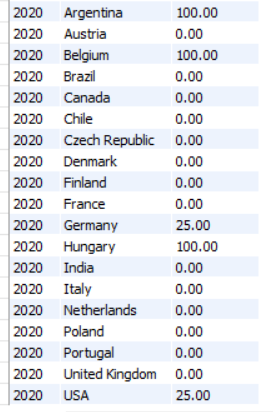 2020 Argentina 100.00
2020 Austria 0.00
2020 Belgium 100.00
2020 Brazil 0.00
2020 Canada 0.00
2020 Chile 0.00
2020 Czech Republic 0.00
2020 Denmark 0.00
2020 Finland 0.00
2020 France 0.00
2020 Germany 25.00
2020 Hungary 100.00
2020 India 0.00
2020 Italy 0.00
2020 Netherlands 0.00
2020 Poland 0.00
2020 Portugal 0.00
2020 United Kingdom 0.00
2020 USA 25.00